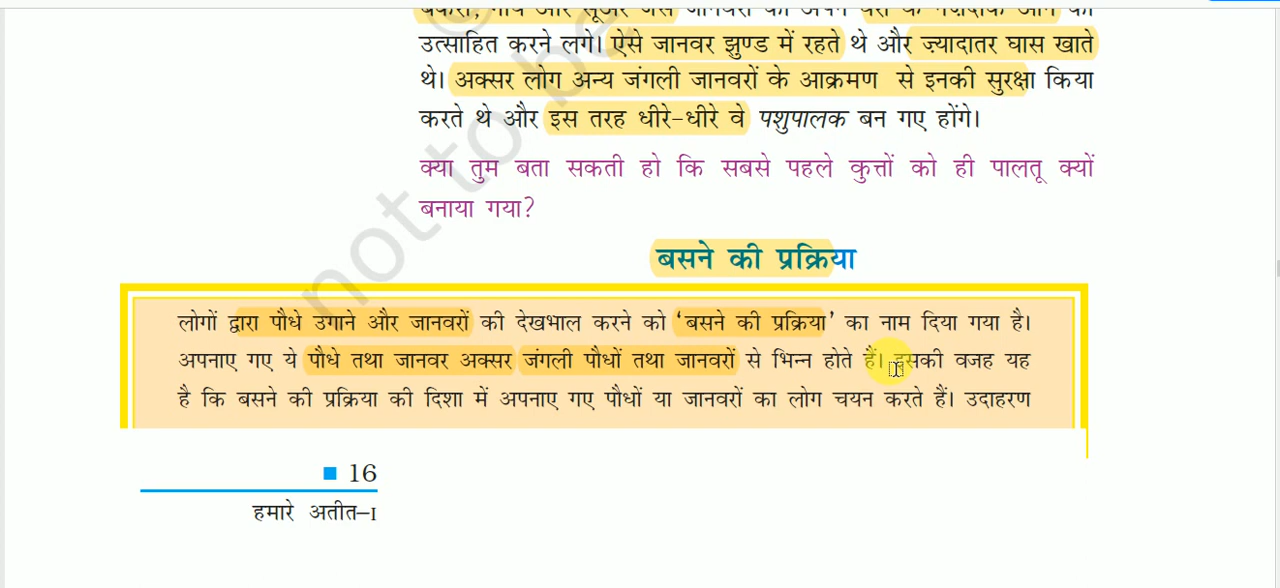 उत्साहित करने लगे। ऐसे जानवर झुण्ड में रहते थे और ज़्यादातर घास खाते
थे। अक्सर लोग अन्य जंगली जानवरों के आक्रमण से इनकी सुरक्षा किया
करते थे और इस तरह धीरे-धीरे वे पशुपालक बन गए होंगे।
क्या तुम बता सकती हो कि सबसे पहले कुत्तों को ही पालतू क्यों
बनाया गया?
बसने की प्रक्रिया
लोगों द्वारा पौधे उगाने और जानवरों की देखभाल करने को ‘बसने की प्रक्रिया’ का नाम दिया गया है।
अपनाए गए ये पौधे तथा जानवर अक्सर जंगली पौधों तथा जानवरों से भिन्न होते हैं। इसकी वजह यह
है कि बसने की प्रक्रिया की दिशा में अपनाए गए पौधों या जानवरों का लोग चयन करते हैं। उदाहरण
16
हमारे अतीत–I
not to be